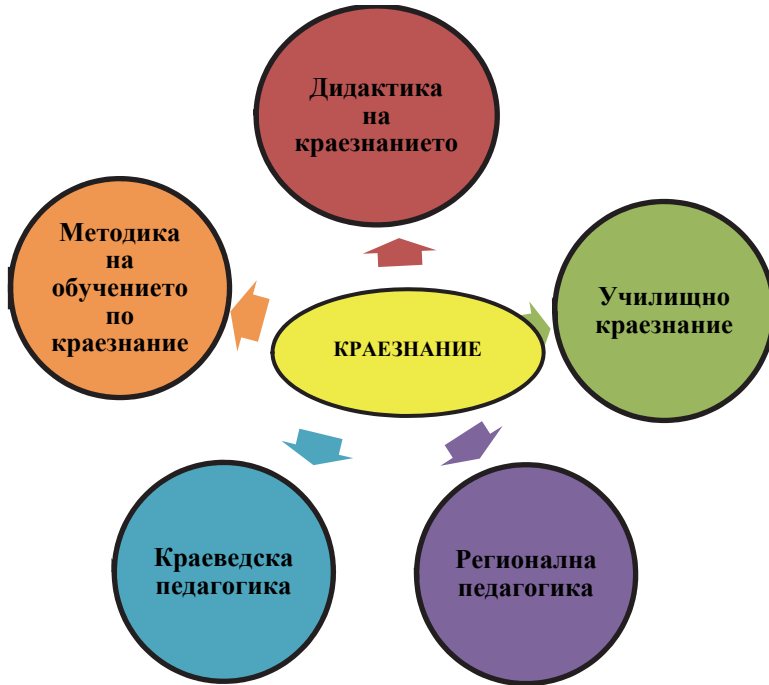 Дидактика
на
краезнанието
Методика
на
обучението
по
краезнание
Училищно
краезнание
КРАЕЗНАНИЕ
Краеведска
педагогика
Регионална
педагогика